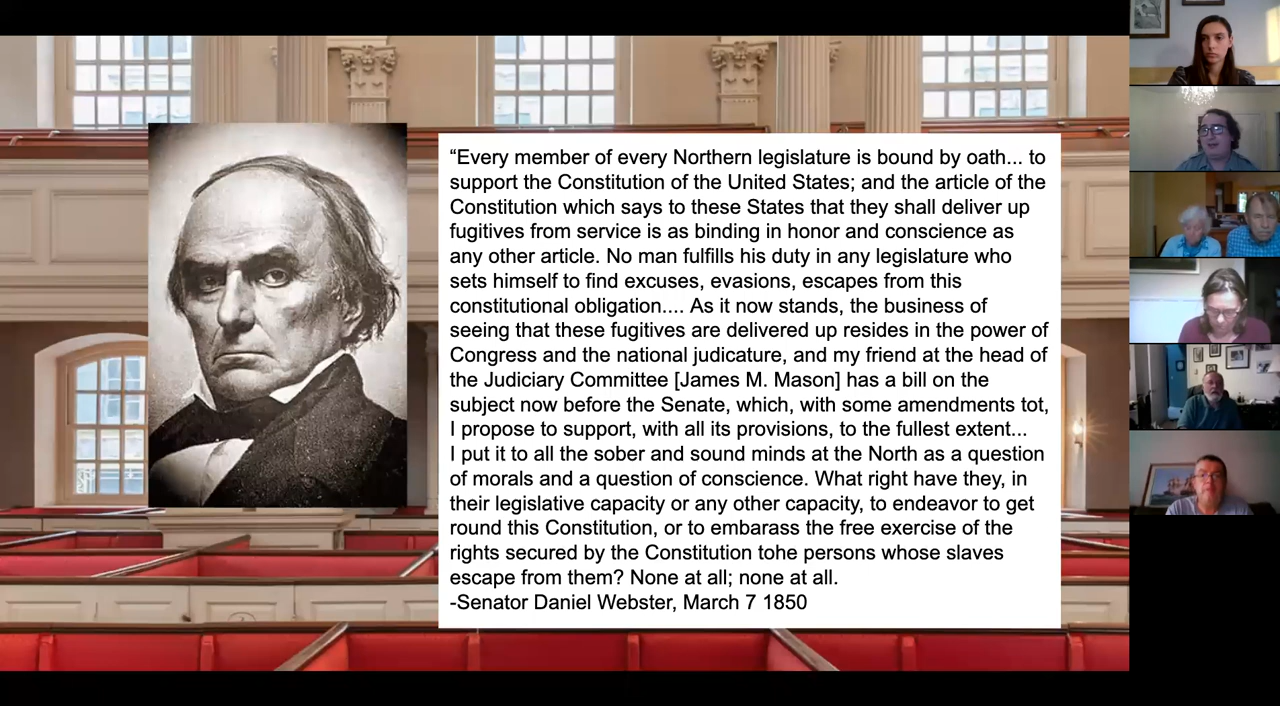 “Every member of every Northern legislature is bound by oath... to
support the Constitution of the United States; and the article of the
Constitution which says to these States that they shall deliver up
fugitives from service is as binding in honor and conscience as
any other article. No man fulfills his duty in any legislature who
sets himself to find excuses, evasions, escapes from this
constitutional obligation.... As it now stands, the business of
seeing that these fugitives are delivered up resides in the power of
Congress and the national judicature, and my friend at the head of
the Judiciary Committee [James M. Mason] has a bill on the
subject now before the Senate, which, with some amendments tot,
I propose to support, with all its provisions, to the fullest extent...
I put it to all the sober and sound minds at the North as a question
of morals and a question of conscience. What right have they, in
their legislative capacity or any other capacity, to endeavor to get
round this Constitution, or to embarass the free exercise of the
rights secured by the Constitution tohe persons whose slaves
escape from them? None at all; none at all.
-Senator Daniel Webster, March 7 1850